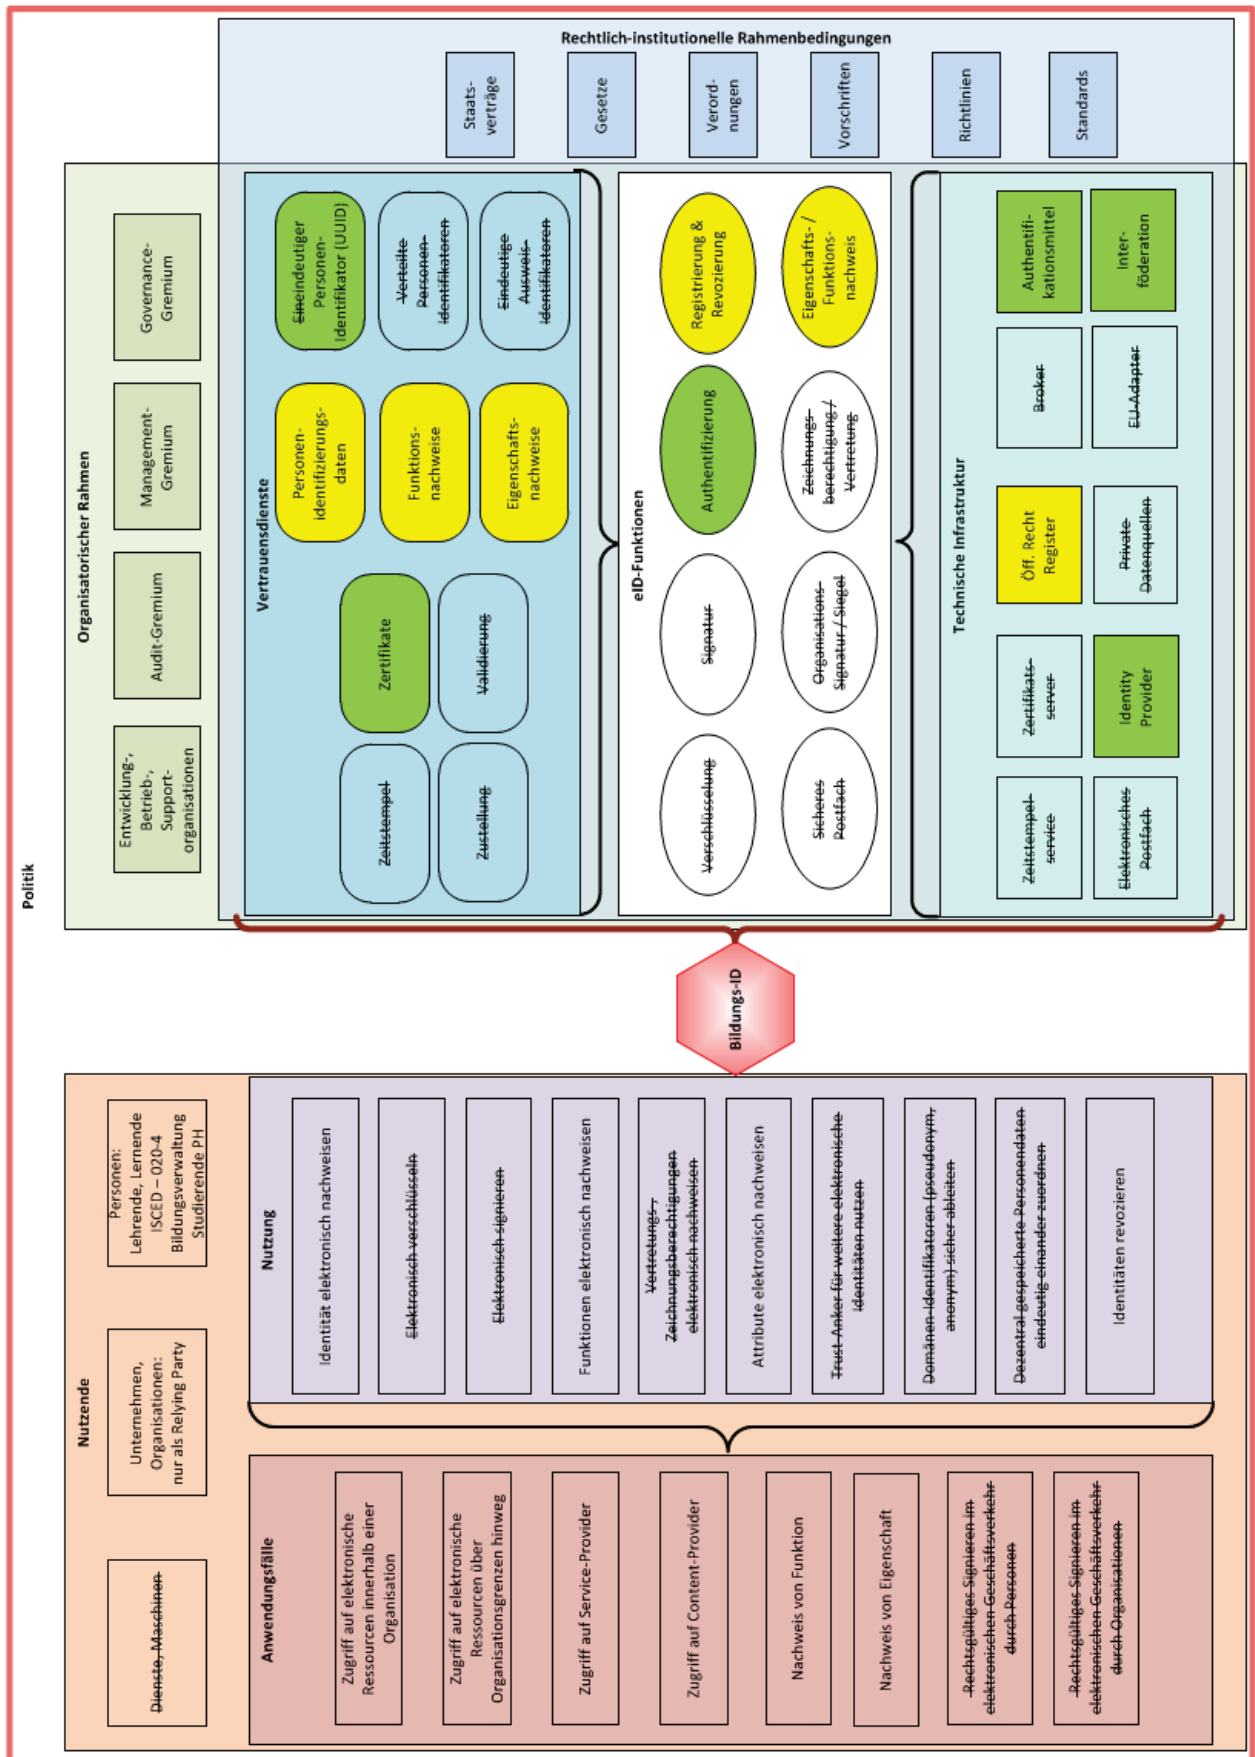 Politik
Nutzende
Dienste, Maschinen
Unternehmen,
Organisationen:
nur als Relying Party
Personen:
Lehrende, Lernende
ISCED – 020-4
Bildungsverwaltung
Studierende PH
Anwendungsfälle
Zugriff auf elektronische
Ressourcen innerhalb einer
Organisation
Zugriff auf elektronische
Ressourcen über
Organisationsgrenzen hinweg
Zugriff auf Service-Provider
Zugriff auf Content-Provider
Nachweis von Funktion
Nachweis von Eigenschaft
Rechtsgültiges Signieren im
elektronischen Geschäftsverkehr
durch Personen
Rechtsgültiges Signieren im
elektronischen Geschäftsverkehr
durch Organisationen
Nutzung
Identität elektronisch nachweisen
Elektronisch verschlüsseln
Elektronisch signieren
Funktionen elektronisch nachweisen
Vertretungs-,
Zeichnungsberechtigungen
elektronisch nachweisen
Attribute elektronisch nachweisen
Trust Anker für weitere elektronische
Identitäten nutzen
Domänen-Identifikatoren (pseudonym,
anonym) sicher ableiten
Dezentral gespeicherte Personendaten
eindeutig einander zuordnen
Identitäten revozieren
Bildungs-ID
Organisatorischer Rahmen
Entwicklung-,
Betrieb-,
Support-
organisationen
Audit-Gremium
Management-
Gremium
Governance-
Gremium
Vertrauensdienste
Zeitstempel
Zustellung
Zertifikate
Validierung
Personen-
identifizierungs-
daten
Funktions-
nachweise
Eigenschafts-
nachweise
Eineindeutiger
Personen-
Identifikator (UUID)
Verteilte
Personen-
Identifikatoren
Eindeutige
Ausweis-
Identifikatoren
eID-Funktionen
Verschlüsselung
Signatur
Authentifizierung
Registrierung &
Revozierung
Sicheres
Postfach
Organisations-
Signatur / Siegel
Zeichnungs-
berechtigung /
Vertretung
Eigenschafts- /
Funktions-
nachweis
Technische Infrastruktur
Zeitstempel-
service
Zertifikats-
server
Öff. Recht
Register
Broker
Authentifi-
kationsmittel
Elektronisches
Postfach
Identity
Provider
Private
Datenquellen
EU-Adapter
Inter-
föderation
Rechtlich-institutionelle Rahmenbedingungen
Staats-
verträge
Gesetze
Verord-
nungen
Vorschriften
Richtlinien
Standards